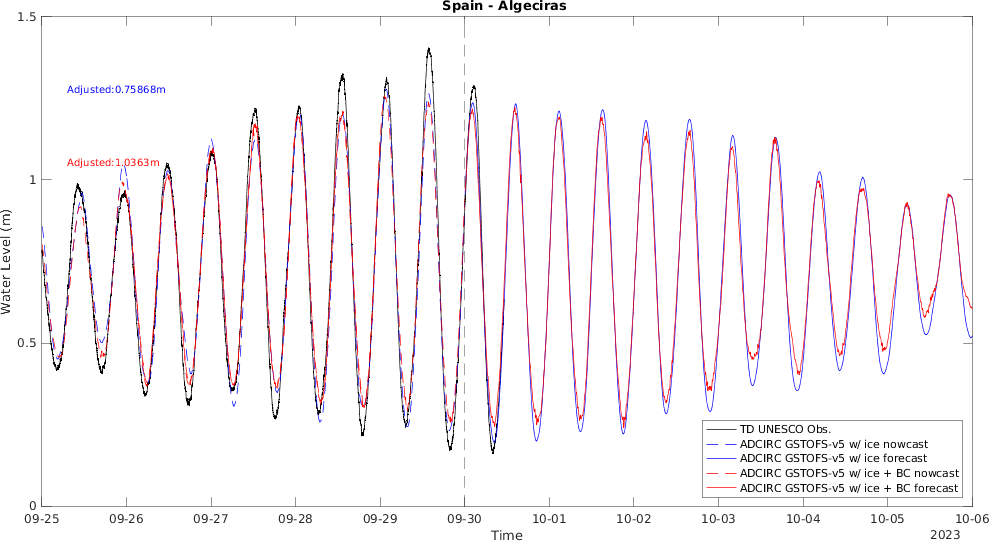 Spain - Algeciras
1.5
Adjusted:0.75868m
Adjusted:1.0363m
1
Water Level (m)
0.5
TD UNESCO Obs.
ADCIRC GSTOFS-v5 w/ ice nowcast
ADCIRC GSTOFS-v5 w/ ice forecast
ADCIRC GSTOFS-v5 w/ ice + BC nowcast
ADCIRC GSTOFS-v5 w/ ice + BC forecast
0
09-25 09-26 09-27 09-28 09-29 09-30 10-01 10-02 10-03 10-04 10-05 10-06
Time
2023